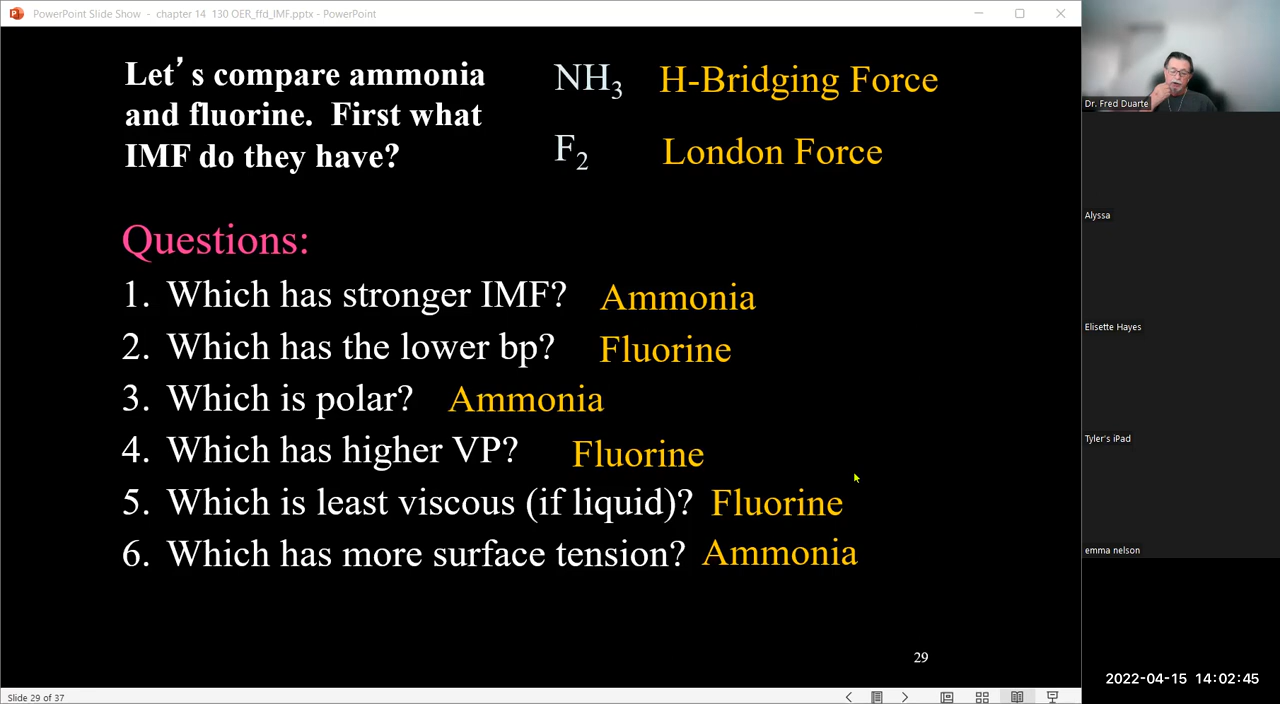 PowerPoint Slide Show - chapter 14 130 OER_ffd_IMF.pptx - PowerPoint
Let's compare ammonia
and fluorine. First what
IMF do they have?
NH3 H-Bridging Force
F2 London Force
Questions:
1. Which has stronger IMF? Ammonia
2. Which has the lower bp? Fluorine
3. Which is polar? Ammonia
4. Which has higher VP? Fluorine
5. Which is least viscous (if liquid)? Fluorine
6. Which has more surface tension? Ammonia
29
Slide 29 of 37
Dr. Fred Duarte
Alyssa
Elisette Hayes
Tyler's iPad
emma nelson
2022-04-15 14:02:45